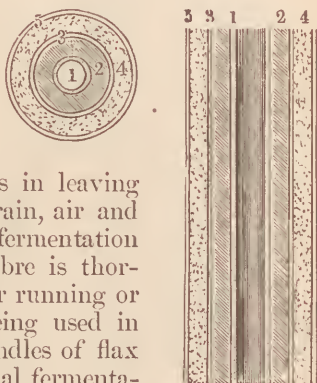 5
3
1 2 4
5 3 1 2 4
s in leaving
rain, air and
fermentation
bre is thor-
r running or
eing used in
ndles of flax
al fermenta-